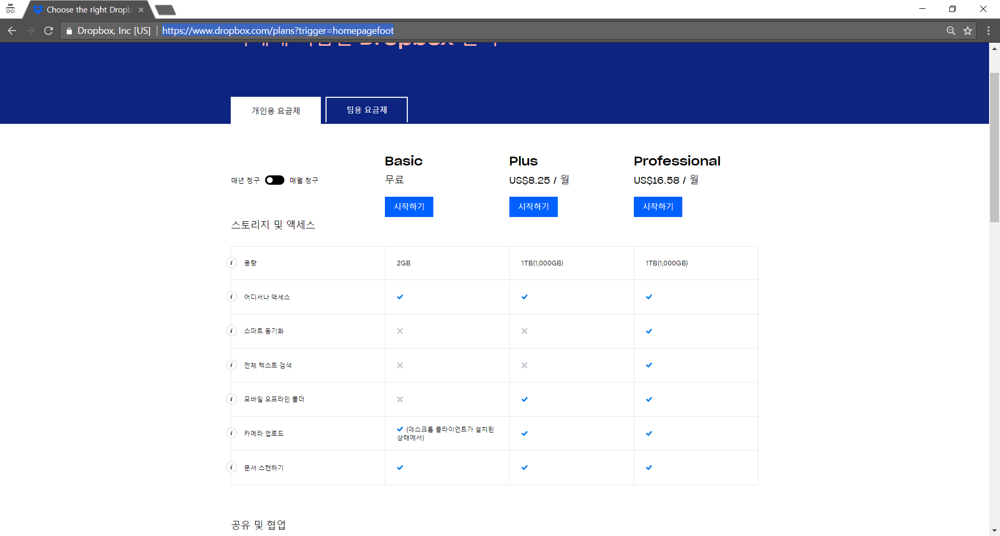 Choose the right Dropb
Dropbox, Inc [US]
https://www.dropbox.com/plans?trigger=homepagefoot
Dropbox
개인용 요금제
팀용 요금제
매년 청구
매월 청구
Basic
무료
시작하기
Plus
US$8.25 / 월
시작하기
Professional
US$16.58 / 월
시작하기
스토리지 및 액세스
i 용량 2GB 1TB(1,000GB) 1TB(1,000GB)
i 어디서나 액세스
i 스마트 동기화
i 전체 텍스트 검색
i 모바일 오프라인 폴더
i 카메라 업로드 (데스크톱 클라이언트가 설치된
상태에서)
i 문서 스캔하기
공유 및 협업